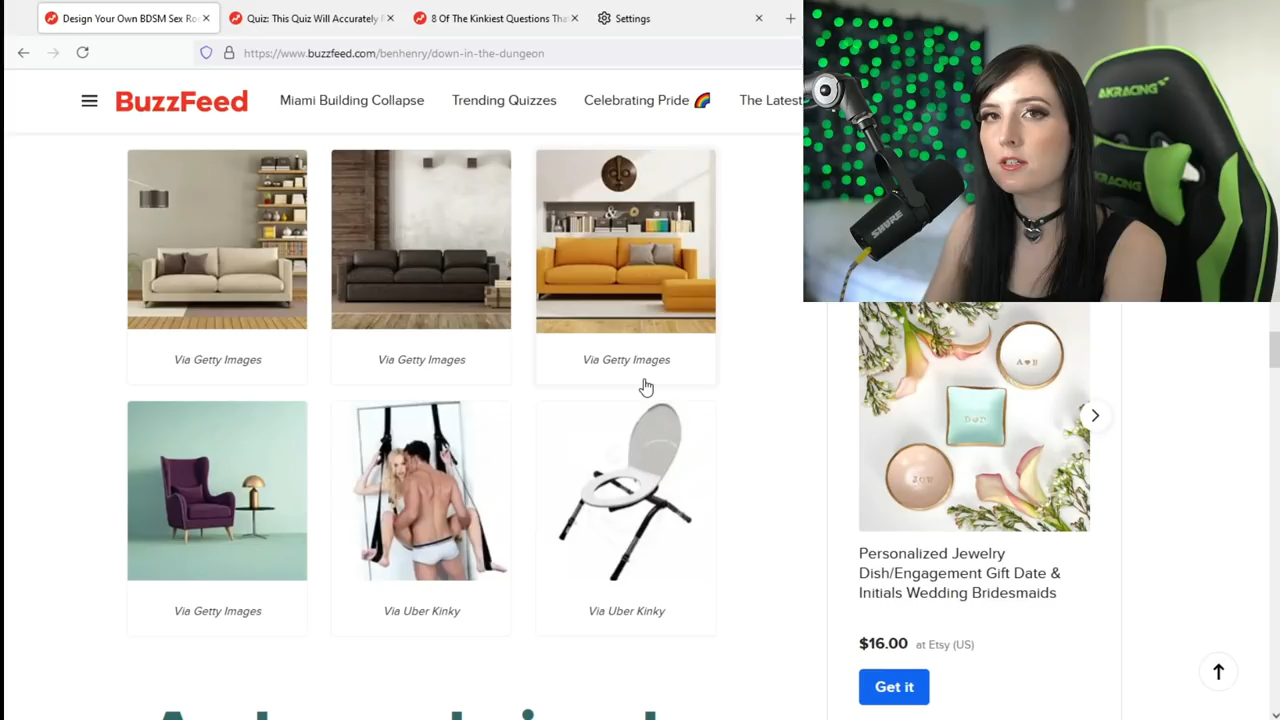 Design Your Own BDSM Sex Ro
Quiz: This Quiz Will Accurately
8 Of The Kinkiest Questions Tha
Settings
https://www.buzzfeed.com/benhenry/down-in-the-dungeon
BuzzFeed
Miami Building Collapse
Trending Quizzes
Celebrating Pride
The Latest
AKRACING
AKRACING
SHURE
Via Getty Images
Via Getty Images
Via Getty Images
Via Getty Images
Via Uber Kinky
Via Uber Kinky
Personalized Jewelry
Dish/Engagement Gift Date &
Initials Wedding Bridesmaids
$16.00 at Etsy (US)
Get it